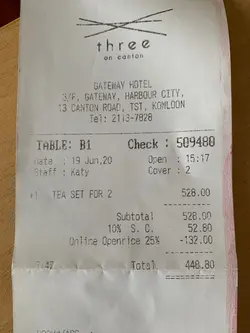 three
on canton
GATEWAY HOTEL
3/F, GATEWAY, HARBOUR CITY,
13 CANTON ROAD, TST, KOWLOON
Tel: 2113-7828
TABLE: B1 Check : 509480
Date : 19 Jun,20 Open : 15:17
Staff : Katy Cover : 2
1 TEA SET FOR 2 528.00
Subtotal 528.00
10% S. C. 52.80
Online Openrice 25% -132.00
Total 448.80